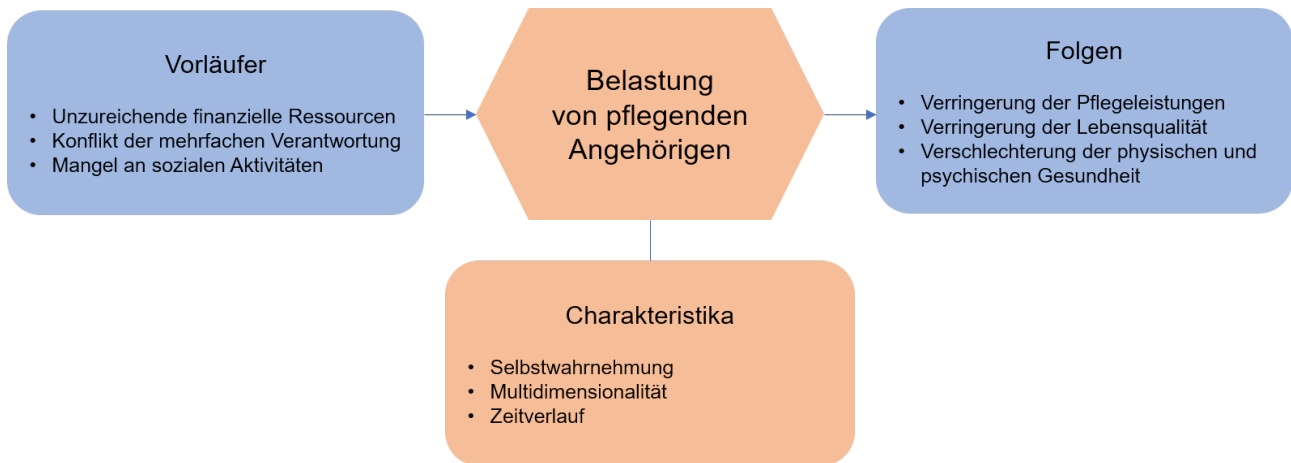 Vorläufer
• Unzureichende finanzielle Ressourcen
• Konflikt der mehrfachen Verantwortung
• Mangel an sozialen Aktivitäten
Belastung
von pflegenden
Angehörigen
Folgen
• Verringerung der Pflegeleistungen
• Verringerung der Lebensqualität
• Verschlechterung der physischen und
psychischen Gesundheit
Charakteristika
• Selbstwahrnehmung
• Multidimensionalität
• Zeitverlauf